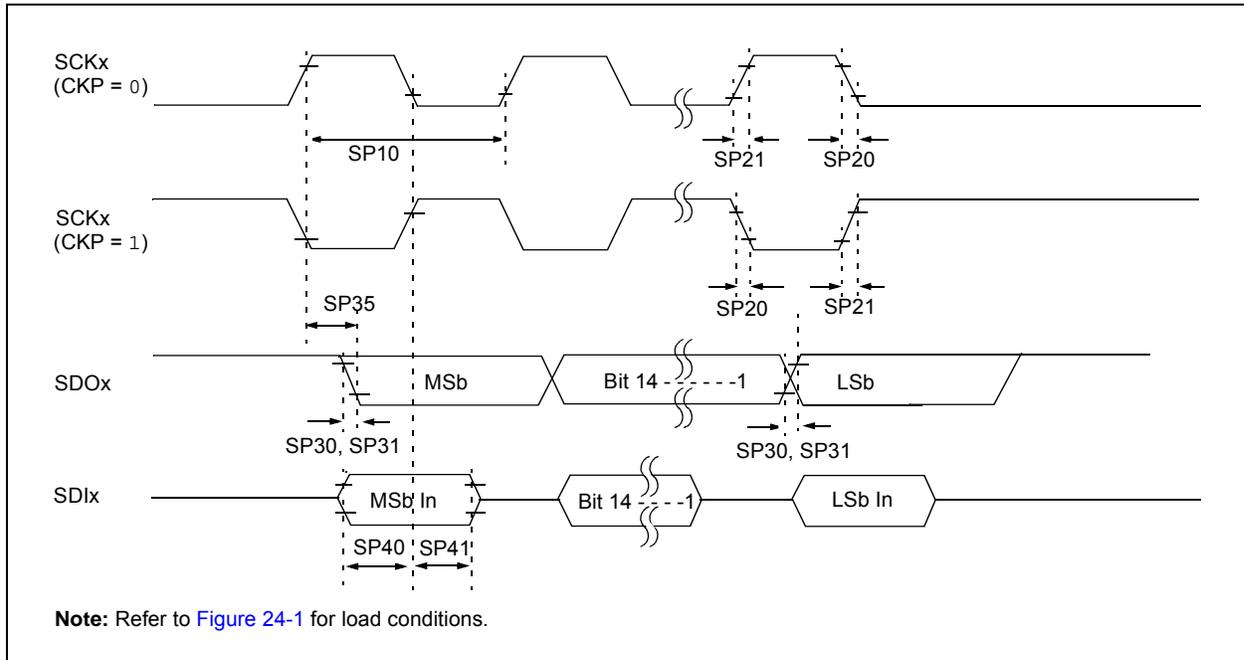 SCKx
(CKP = 0)
SP10
SP21
SP20
SCKx
(CKP = 1)
SP35
SP20
SP21
SDOx
MSb
Bit 14 - - - - - - -1
LSb
SP30, SP31
SP30, SP31
SDIx
MSb In
Bit 14 - - - - -1
LSb In
SP40
SP41
Note: Refer to Figure 24-1 for load conditions.